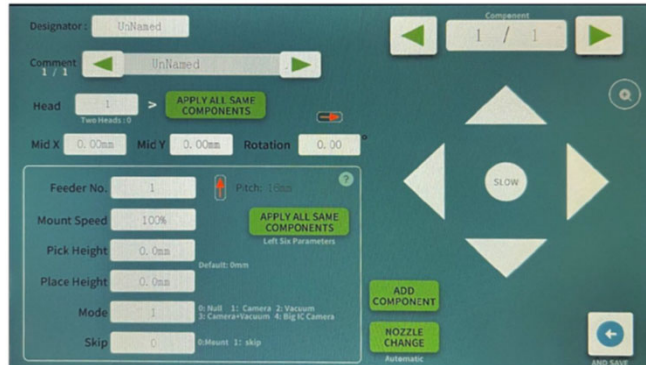 Designator: UnNamed
Component
1 / 1
Comment UnNamed
1 / 1
Head 1 > APPLY ALL SAME
COMPONENTS
Two Heads:0
Mid X 0.00mm Mid Y 0.00mm Rotation 0.00 °
Feeder No. 1 Pitch: 16mm ?
Mount Speed 100% APPLY ALL SAME
COMPONENTS
Left Six Parameters
Pick Height 0.0mm
Default: 0mm
Place Height 0.0mm
Mode 1 0: Null 1: Camera 2: Vacuum
3: Camera+Vacuum 4: Big IC Camera
Skip 0 0:Mount 1: skip
SLOW
ADD
COMPONENT
NOZZLE
CHANGE
Automatic
AND SAVE